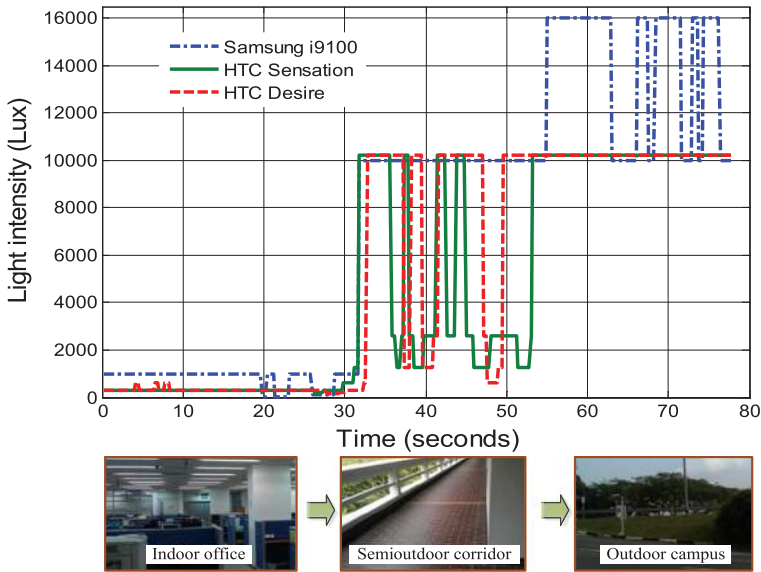 16000
14000
12000
10000
8000
6000
4000
2000
0
Light intensity (Lux)
Samsung i9100
HTC Sensation
HTC Desire
0 10 20 30 40 50 60 70 80
Time (seconds)
Indoor office
Semioutdoor corridor
Outdoor campus